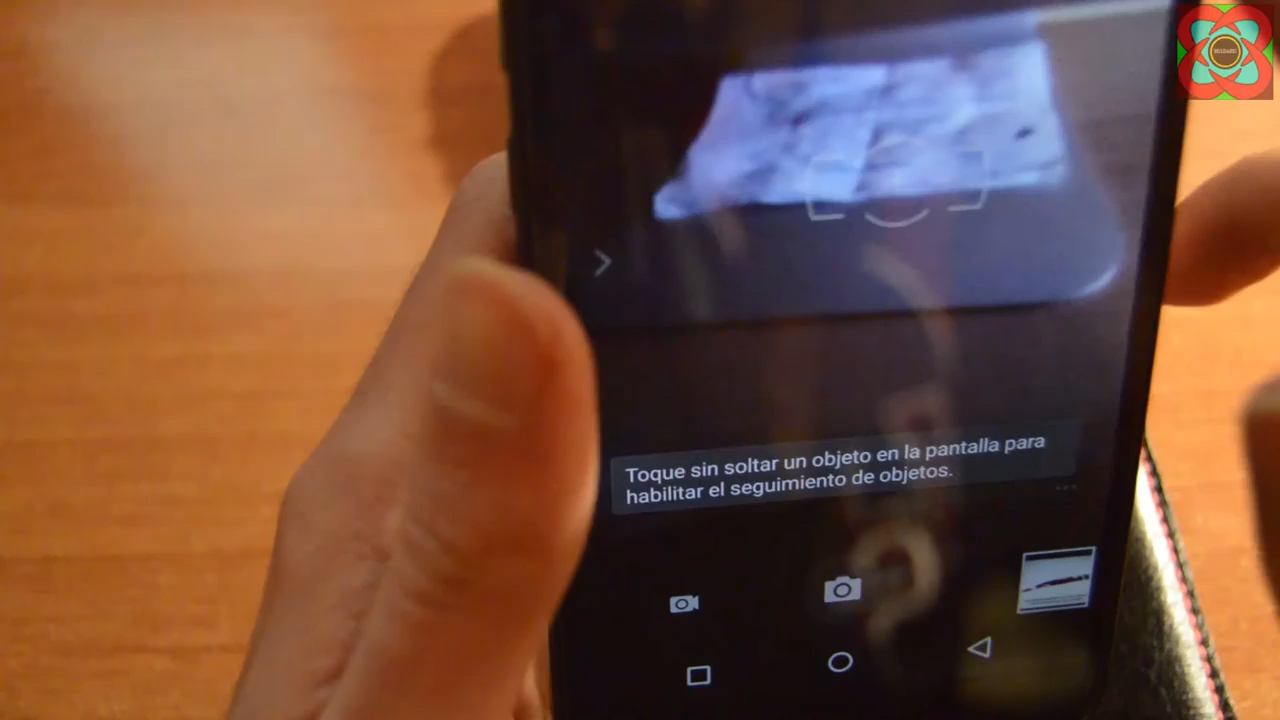 Toque sin soltar un objeto en la pantalla para
habilitar el seguimiento de objetos.